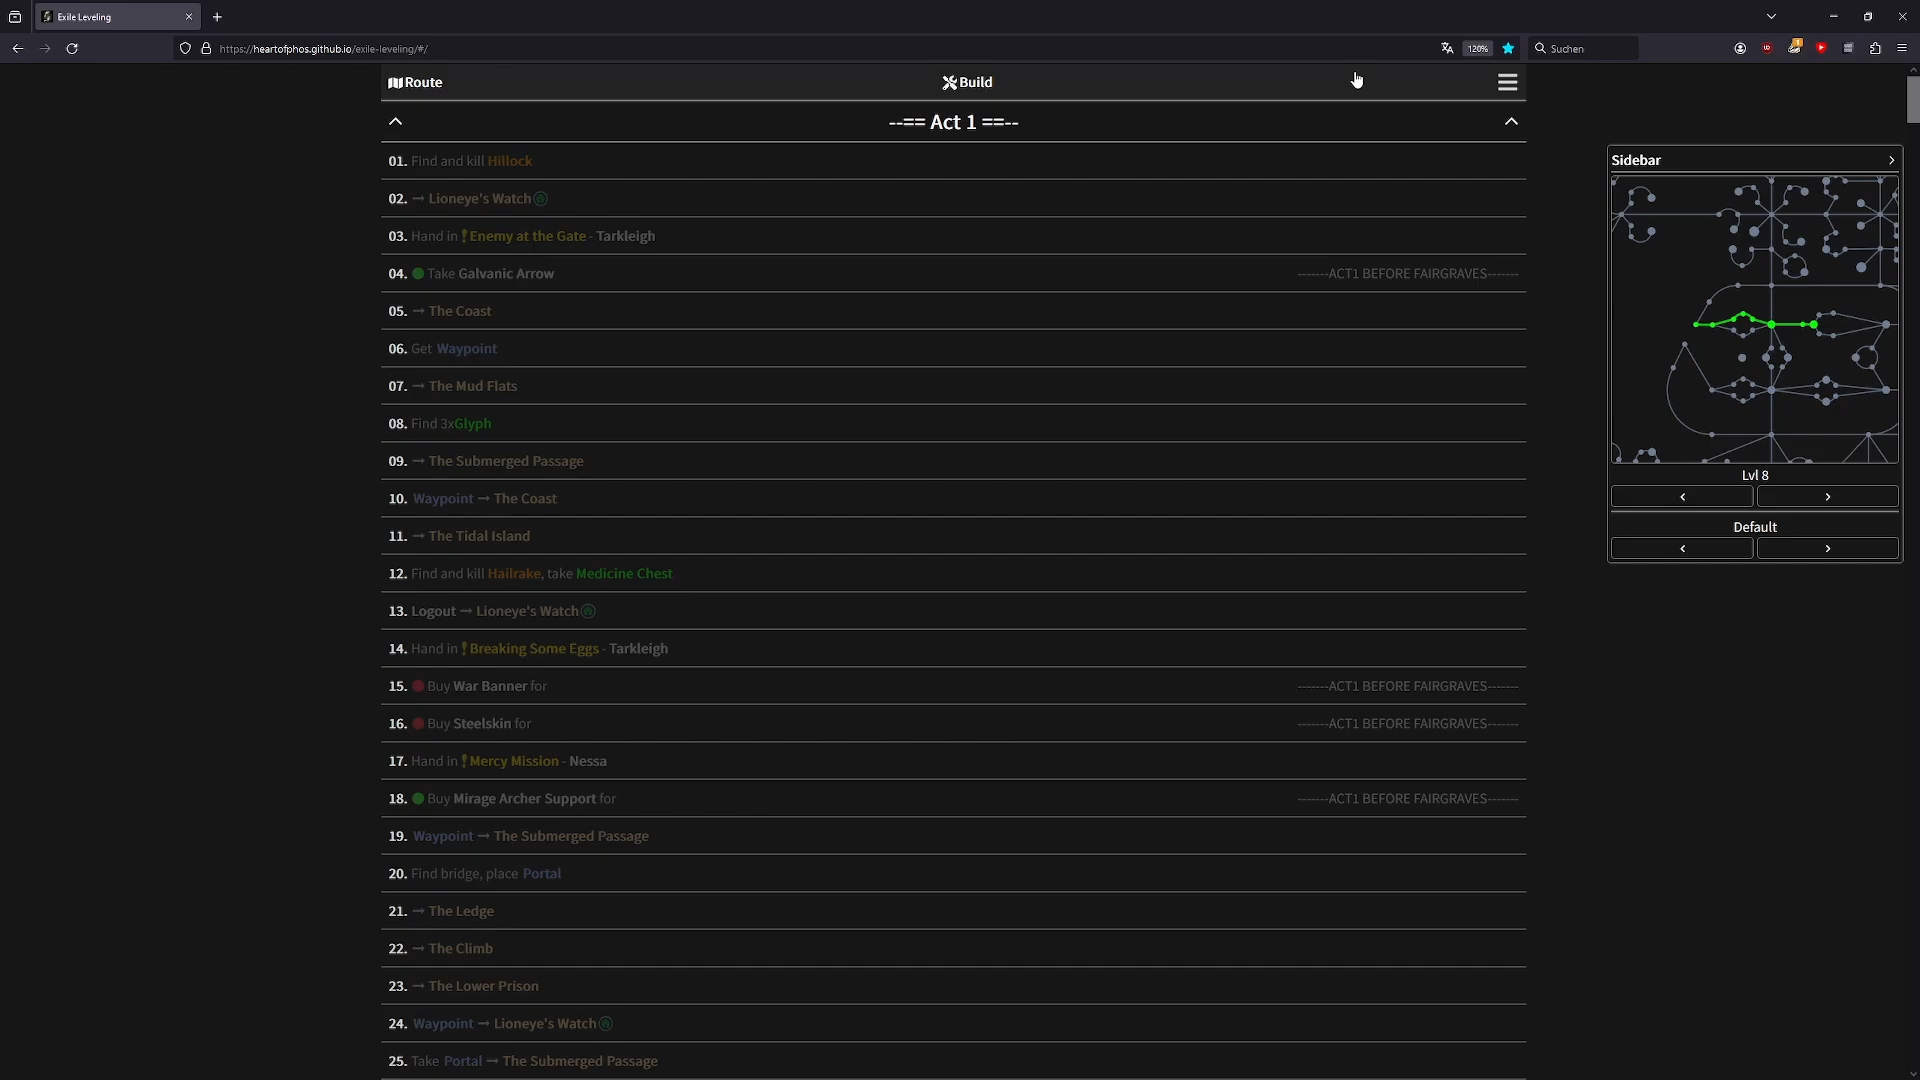 Exile Leveling
https://heartofphos.github.io/exile-leveling/#/
120%
Suchen
Route
Build
--== Act 1 ==--
01. Find and kill Hillock
02. → Lioneye's Watch
03. Hand in Enemy at the Gate - Tarkleigh
04. Take Galvanic Arrow -------ACT1 BEFORE FAIRGRAVES-------
05. → The Coast
06. Get Waypoint
07. → The Mud Flats
08. Find 3xGlyph
09. → The Submerged Passage
10. Waypoint → The Coast
11. → The Tidal Island
12. Find and kill Hailrake, take Medicine Chest
13. Logout → Lioneye's Watch
14. Hand in Breaking Some Eggs - Tarkleigh
15. Buy War Banner for -------ACT1 BEFORE FAIRGRAVES-------
16. Buy Steelskin for -------ACT1 BEFORE FAIRGRAVES-------
17. Hand in Mercy Mission - Nessa
18. Buy Mirage Archer Support for -------ACT1 BEFORE FAIRGRAVES-------
19. Waypoint → The Submerged Passage
20. Find bridge, place Portal
21. → The Ledge
22. → The Climb
23. → The Lower Prison
24. Waypoint → Lioneye's Watch
25. Take Portal → The Submerged Passage
Sidebar
Lvl 8
Default